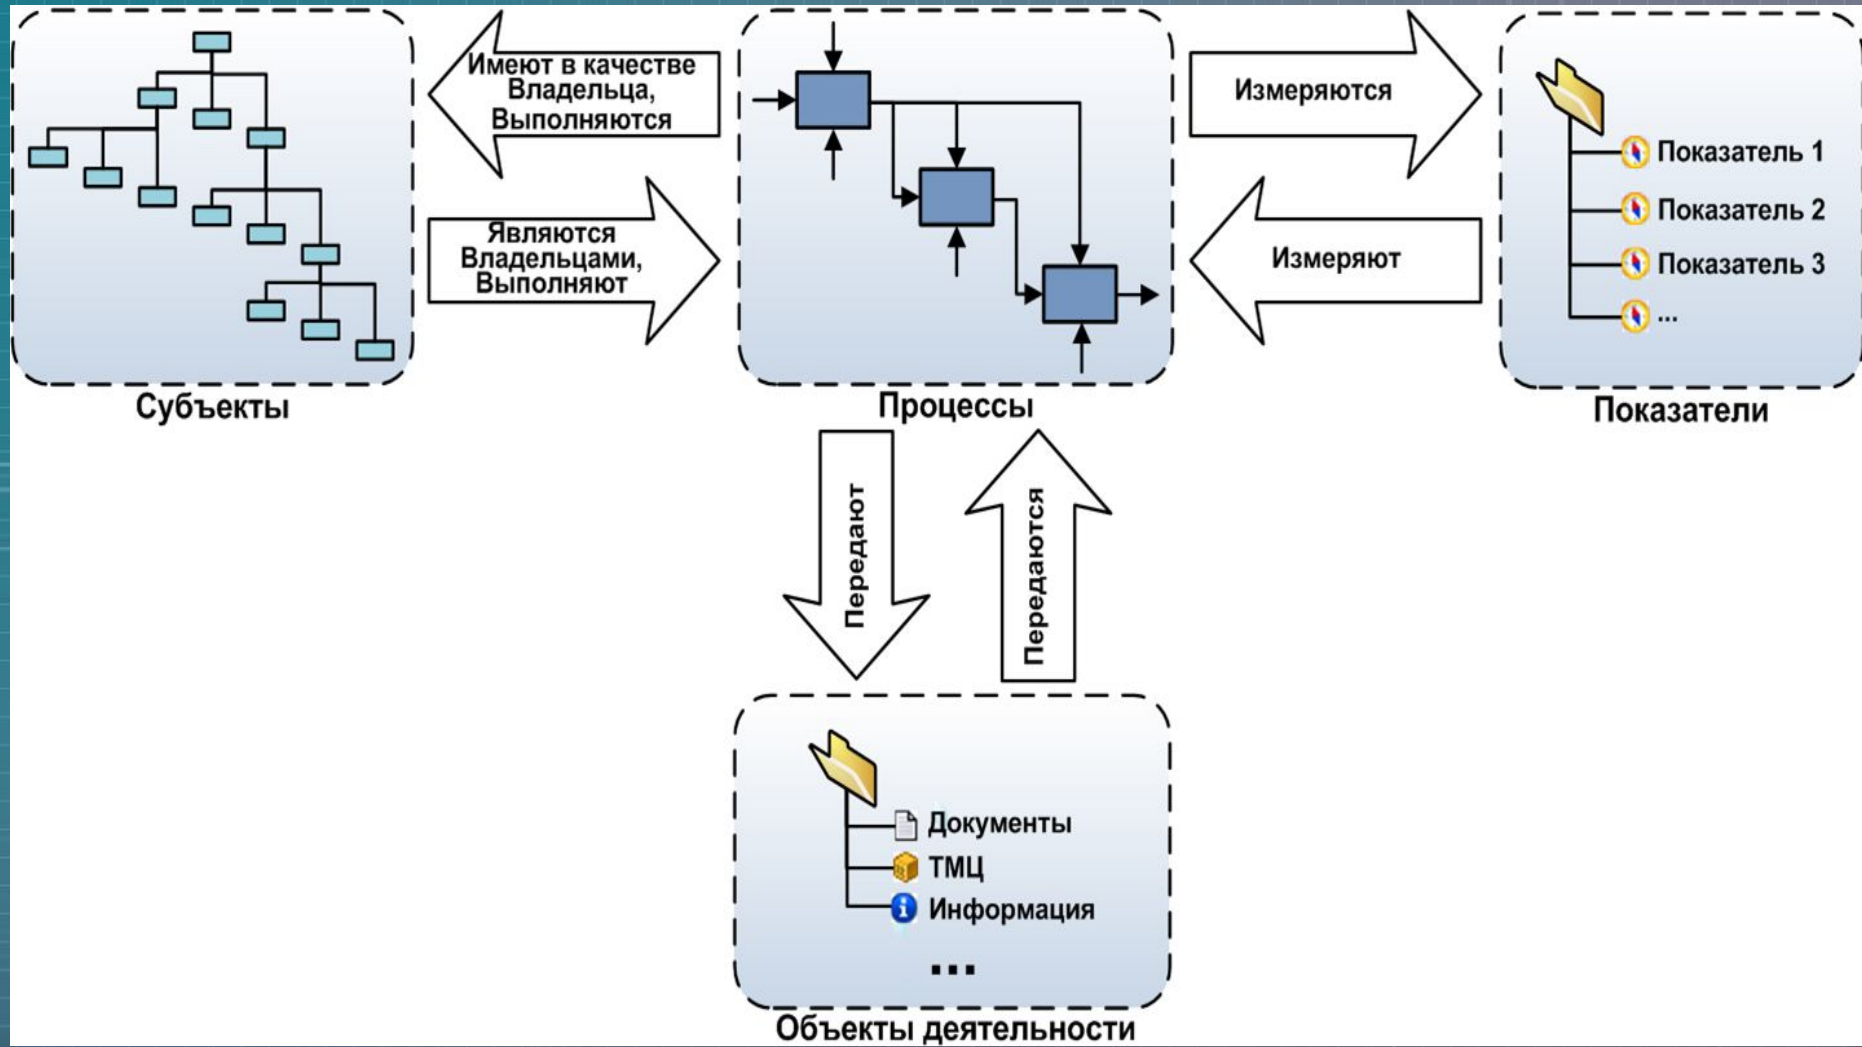 Имеют в качестве
Владельца,
Выполняются
Являются
Владельцами,
Выполняют
Субъекты
Процессы
Измеряются
Измеряют
Показатель 1
Показатель 2
Показатель 3
...
Показатели
Передают
Передаются
Документы
ТМЦ
Информация
...
Объекты деятельности